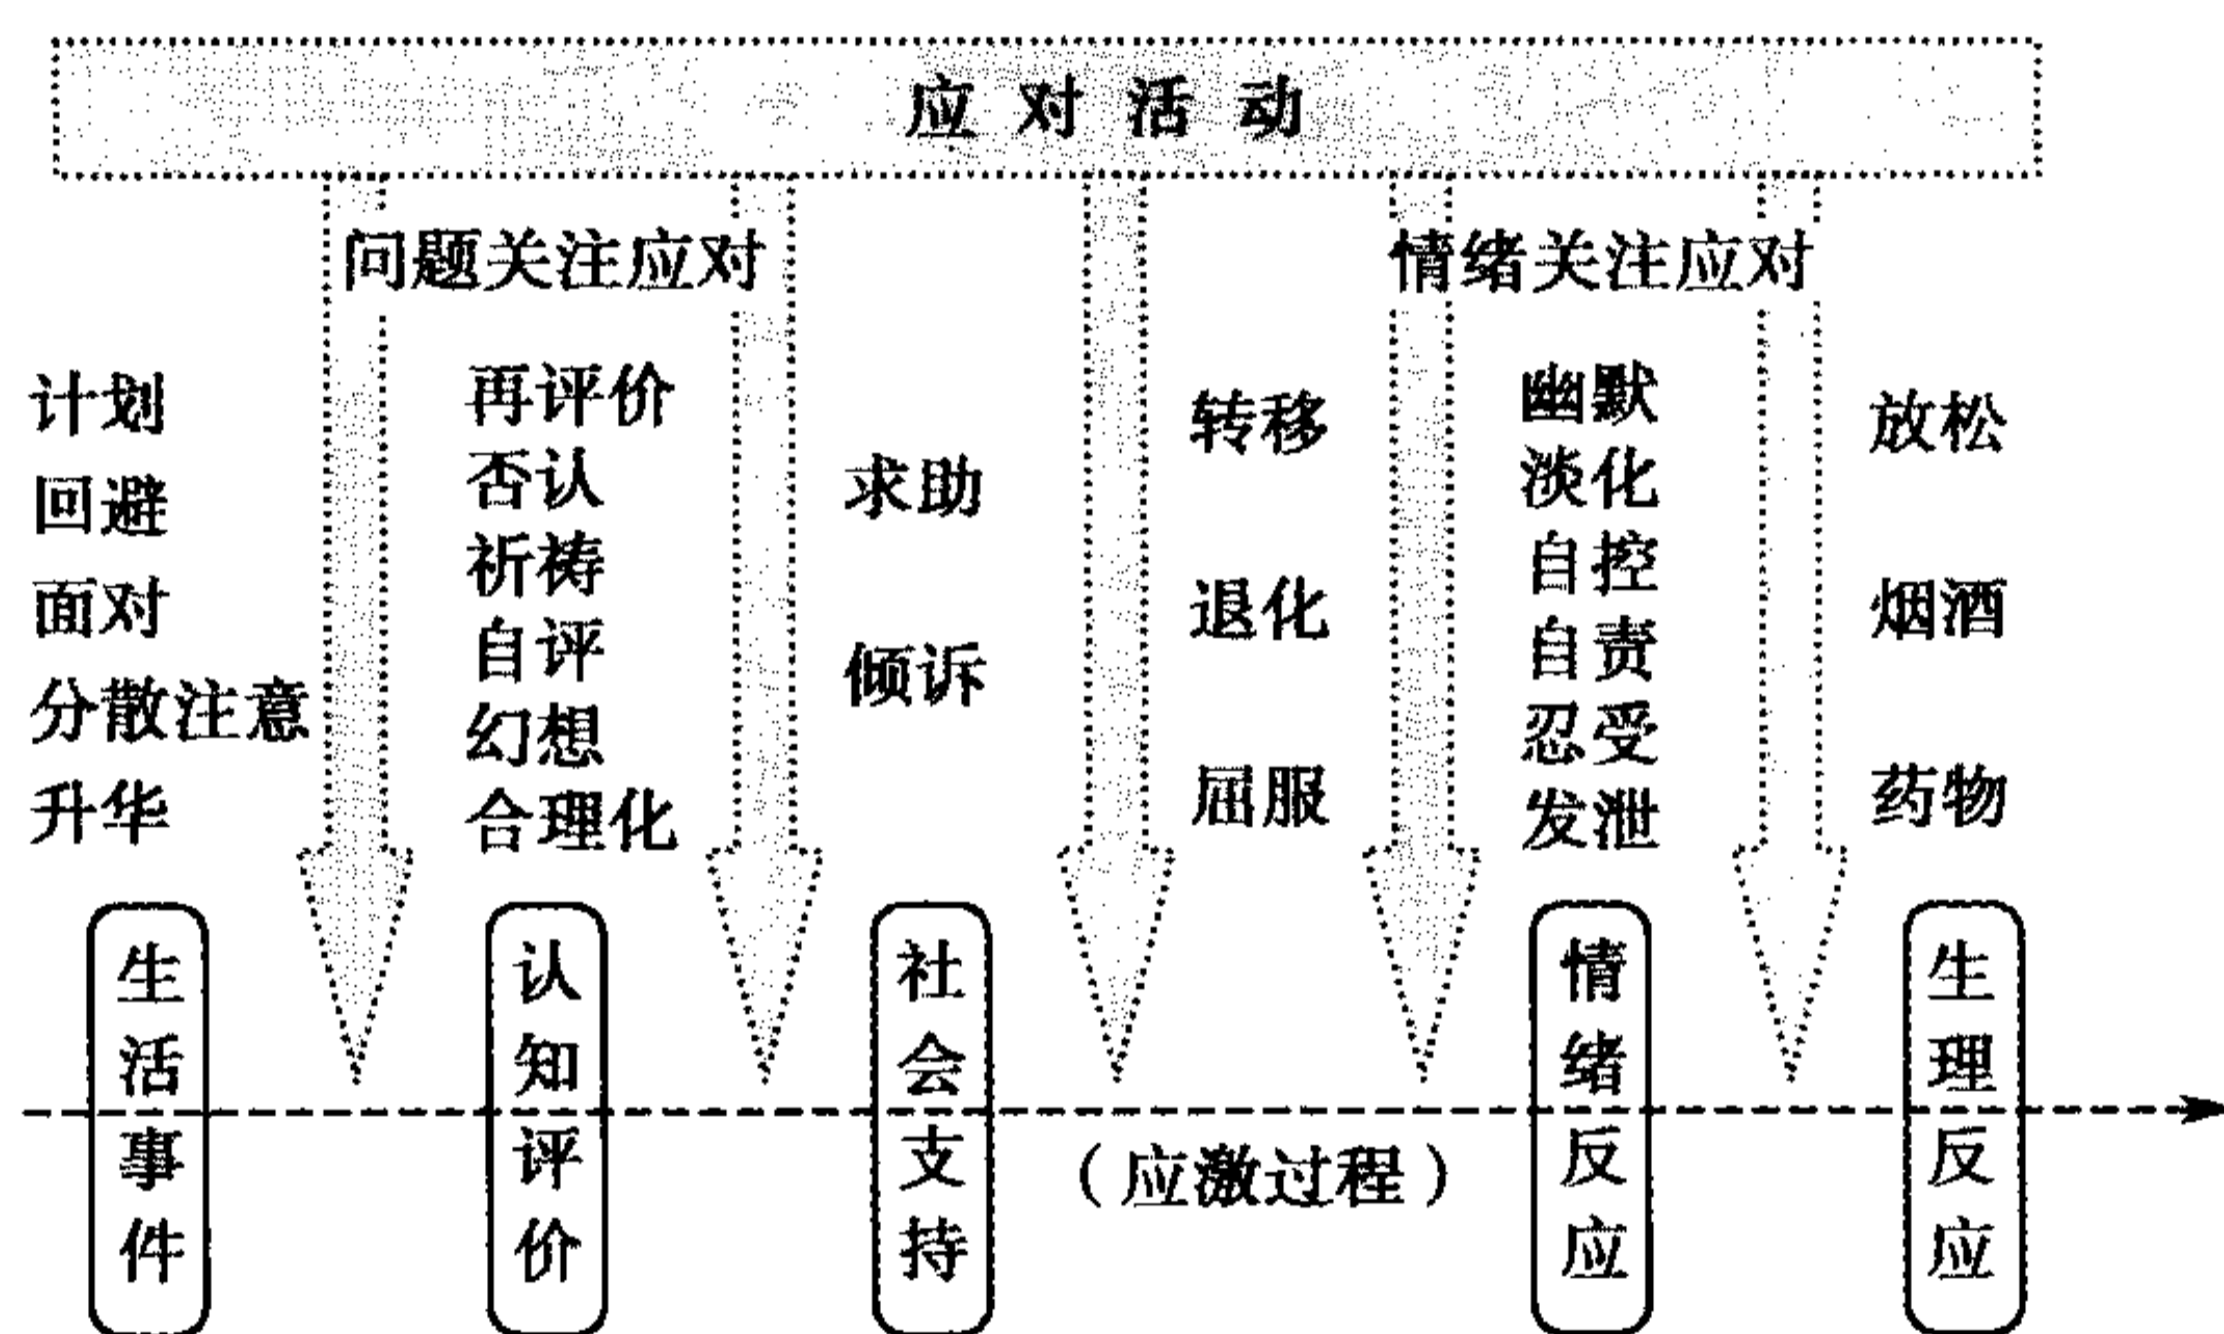 应对活动
问题关注应对
情绪关注应对
计划
回避
面对
分散注意
升华
再评价
否认
祈祷
自评
幻想
合理化
求助
倾诉
转移
退化
屈服
幽默
淡化
自控
自责
忍受
发泄
放松
烟酒
药物
生活事件
认知评价
社会支持
（应激过程）
情绪反应
生理反应